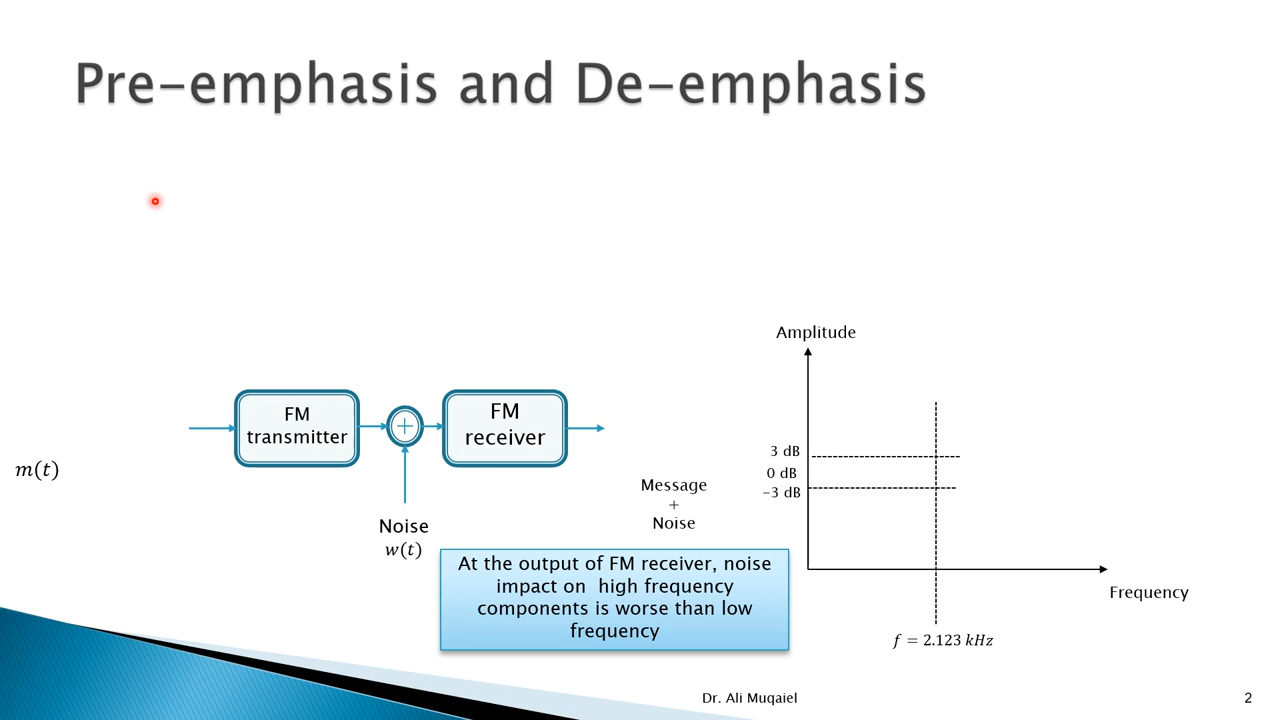 Pre-emphasis and De-emphasis
Amplitude
FM
transmitter
+
FM
receiver
m(t)
Noise
w(t)
Message
+
Noise
3 dB
0 dB
-3 dB
At the output of FM receiver, noise
impact on high frequency
components is worse than low
frequency
Frequency
f = 2.123 kHz
Dr. Ali Muqaiel
2